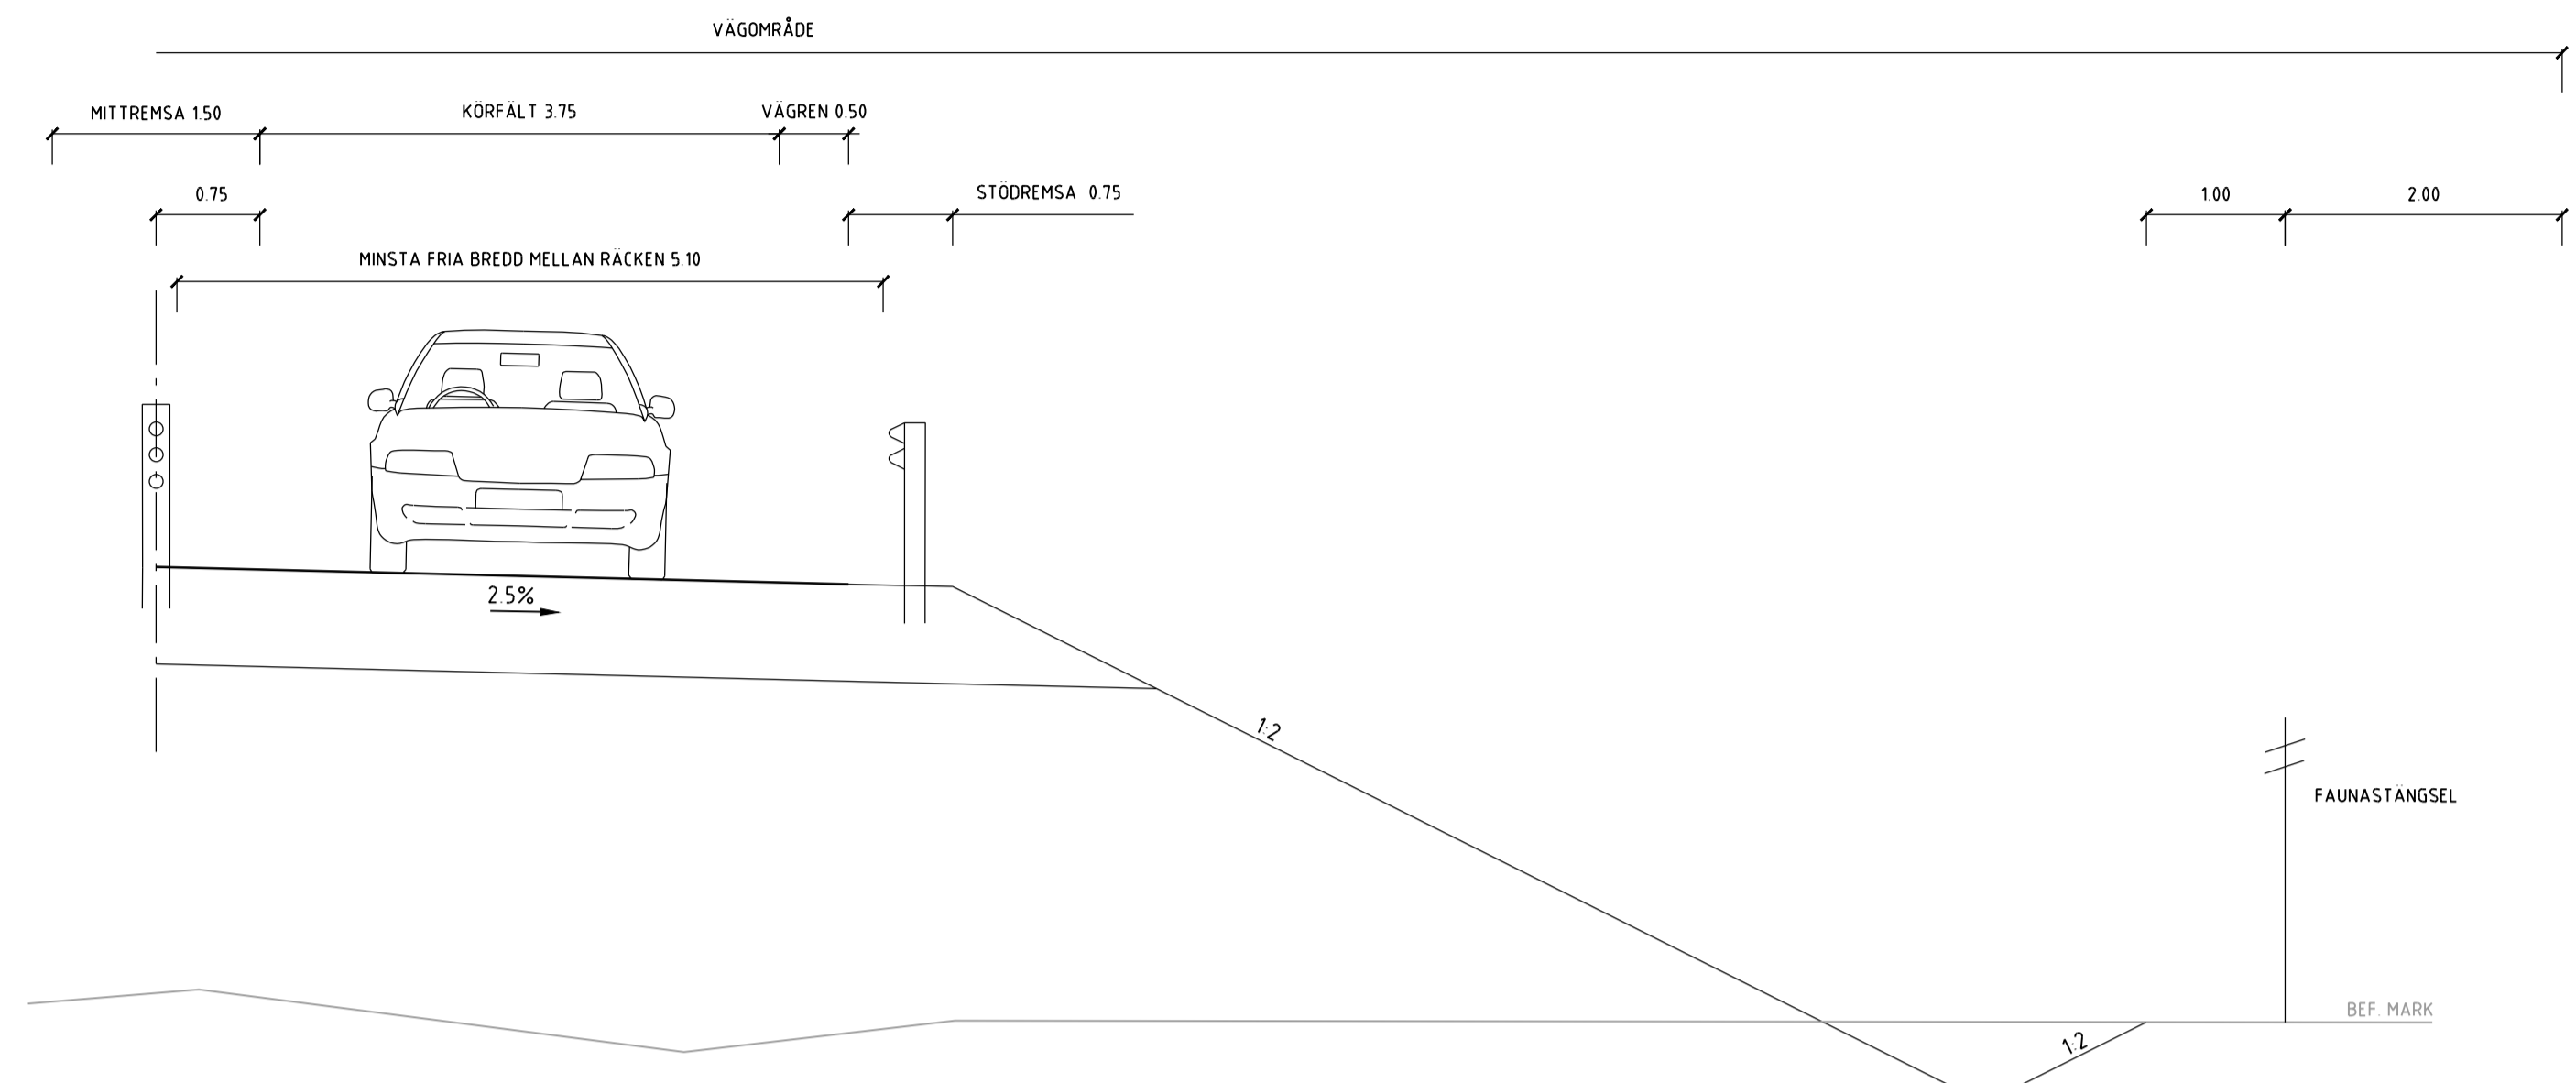 VÄGOMRÅDE
MITTREMSA 1.50
KÖRFÄLT 3.75
VÄGREN 0.50
0.75
STÖDREMSA 0.75
1.00
2.00
MINSTA FRIA BREDD MELLAN RÄCKEN 5.10
2.5%
1:2
FAUNASTÄNGSEL
BEF. MARK
1:2